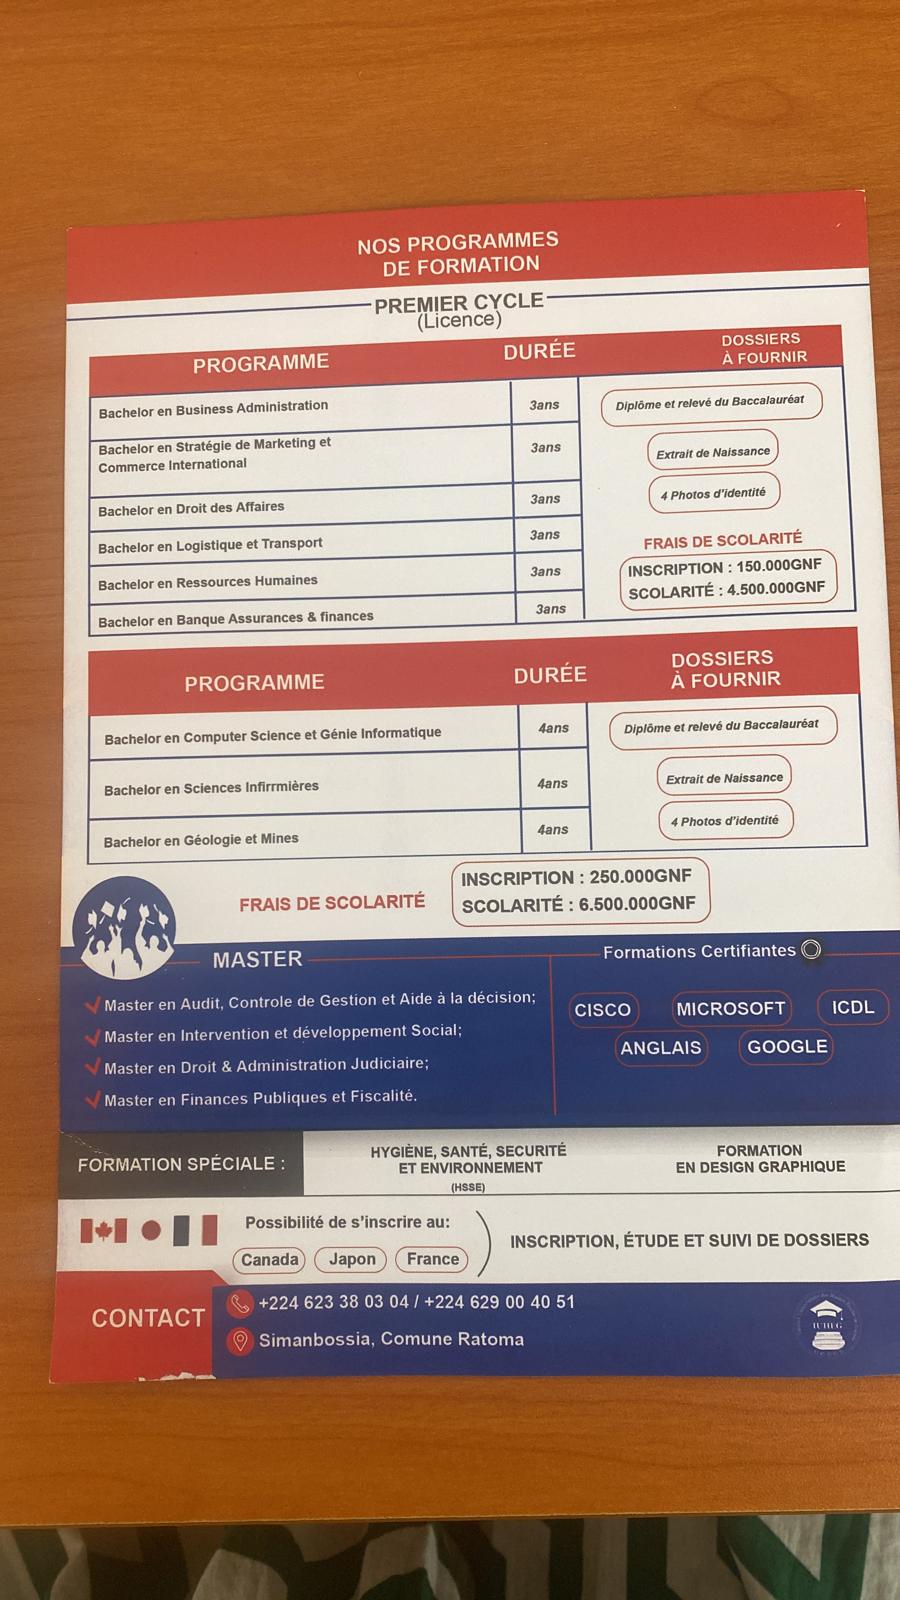 NOS PROGRAMMES
DE FORMATION
PREMIER CYCLE
(Licence)
PROGRAMME
DURÉE
DOSSIERS
À FOURNIR
Bachelor en Business Administration
3ans
Bachelor en Stratégie de Marketing et
Commerce International
3ans
Bachelor en Droit des Affaires
3ans
Bachelor en Logistique et Transport
3ans
Bachelor en Ressources Humaines
3ans
Bachelor en Banque Assurances & finances
3ans
Diplôme et relevé du Baccalauréat
Extrait de Naissance
4 Photos d'identité
FRAIS DE SCOLARITÉ
INSCRIPTION : 150.000GNF
SCOLARITÉ : 4.500.000GNF
PROGRAMME
DURÉE
DOSSIERS
À FOURNIR
Bachelor en Computer Science et Génie Informatique
4ans
Bachelor en Sciences Infirrmières
4ans
Bachelor en Géologie et Mines
4ans
Diplôme et relevé du Baccalauréat
Extrait de Naissance
4 Photos d'identité
FRAIS DE SCOLARITÉ
INSCRIPTION : 250.000GNF
SCOLARITÉ : 6.500.000GNF
MASTER
Master en Audit, Controle de Gestion et Aide à la décision;
Master en Intervention et développement Social;
Master en Droit & Administration Judiciaire;
Master en Finances Publiques et Fiscalité.
Formations Certifiantes
CISCO
MICROSOFT
ICDL
ANGLAIS
GOOGLE
FORMATION SPÉCIALE :
HYGIÈNE, SANTÉ, SECURITÉ
ET ENVIRONNEMENT
(HSSE)
FORMATION
EN DESIGN GRAPHIQUE
Possibilité de s'inscrire au:
Canada
Japon
France
INSCRIPTION, ÉTUDE ET SUIVI DE DOSSIERS
CONTACT
+224 623 38 03 04 / +224 629 00 40 51
Simanbossia, Comune Ratoma